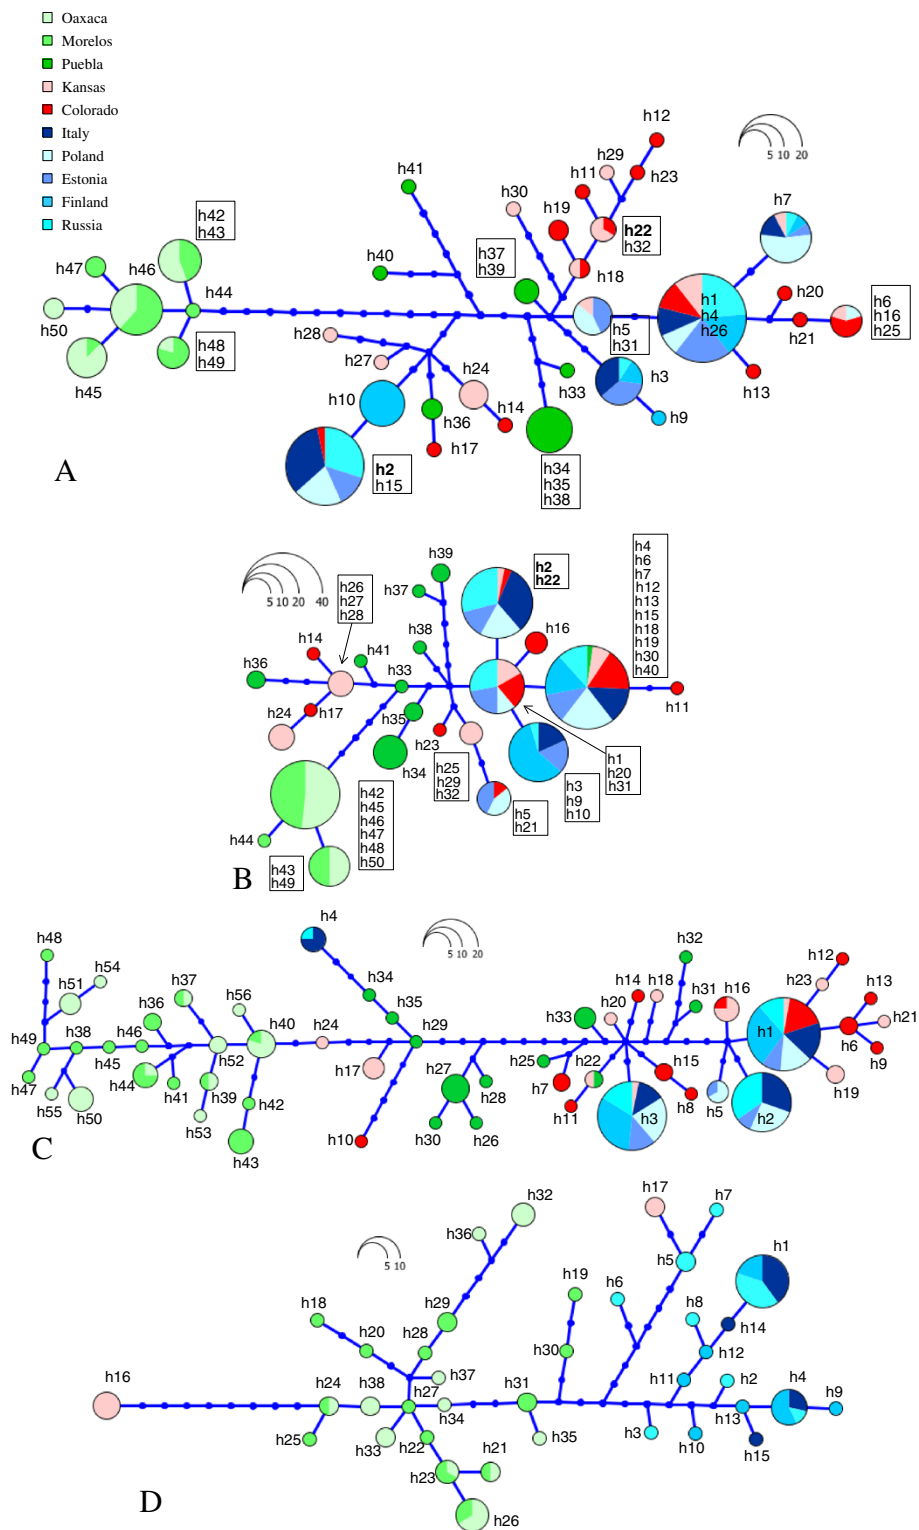 Oaxaca
Morelos
Puebla
Kansas
Colorado
Italy
Poland
Estonia
Finland
Russia
h12
h29
h41
h11
h23
5 10 20
h30
h7
h42
h43
h19
h22
h32
h37
h39
h47
h46
h40
h18
h44
h1
h4
h26
h20
h6
h16
h25
h50
h28
h5
h31
h21
h48
h49
h27
h24
h3
h33
h13
h45
h10
h36
h14
h9
h17
A
h2
h15
h34
h35
h38
h39
h4
h6
h7
h12
h13
h15
h18
h19
h30
h40
h2
h22
5 10 20 40
h26
h27
h28
h37
h14
h41
h38
h16
h36
h33
h17
h11
h24
h35
h23
h34
h25
h29
h32
h1
h20
h31
h3
h9
h10
h42
h45
h46
h47
h48
h50
h5
h21
h44
B
h43
h49
h4
5 10 20
h48
h32
h12
h54
h51
h34
h14
h18
h16
h23
h13
h37
h56
h31
h36
h35
h33
h20
h40
h24
h29
h1
h21
h49
h38
h46
h45
h52
h6
h17
h25
h22
h15
h9
h47
h44
h41
h27
h28
h7
h5
h19
h39
h42
h8
h2
h55
h50
h11
h3
h53
h30
h26
C
h43
h10
h17
h7
h32
h36
h1
5 10
h5
h19
h6
h18
h29
h8
h14
h20
h28
h30
h12
h16
h37
h11
h2
h4
h24
h38
h27
h31
h9
h34
h13
h25
h33
h22
h35
h3
h10
h15
h23
h21
D
h26